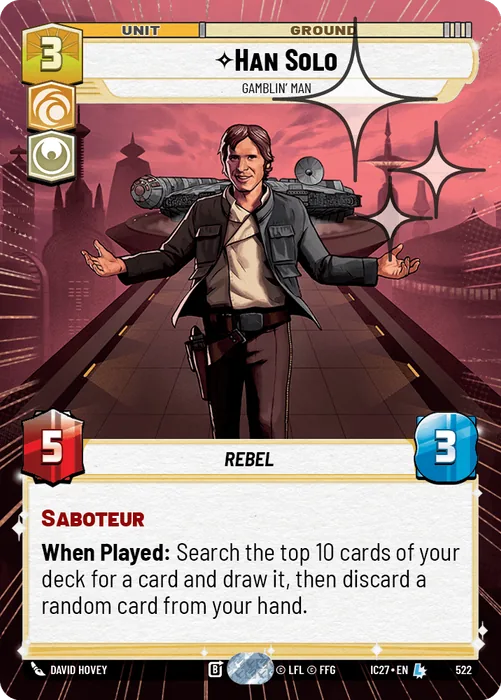 UNIT
GROUND
3
HAN SOLO
GAMBLIN' MAN
5
3
REBEL
SABOTEUR
When Played: Search the top 10 cards of your
deck for a card and draw it, then discard a
random card from your hand.
DAVID HOVEY
B
© LFL © FFG
IC27•EN
L
522